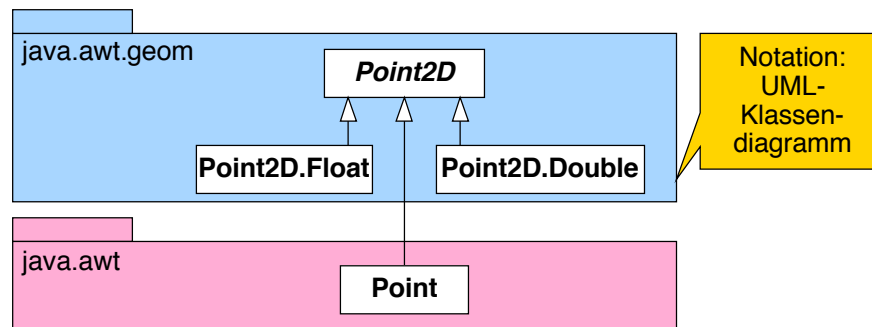 java.awt.geom
Point2D
Point2D.Float
Point2D.Double
Notation:
UML-
Klassen-
diagramm
java.awt
Point